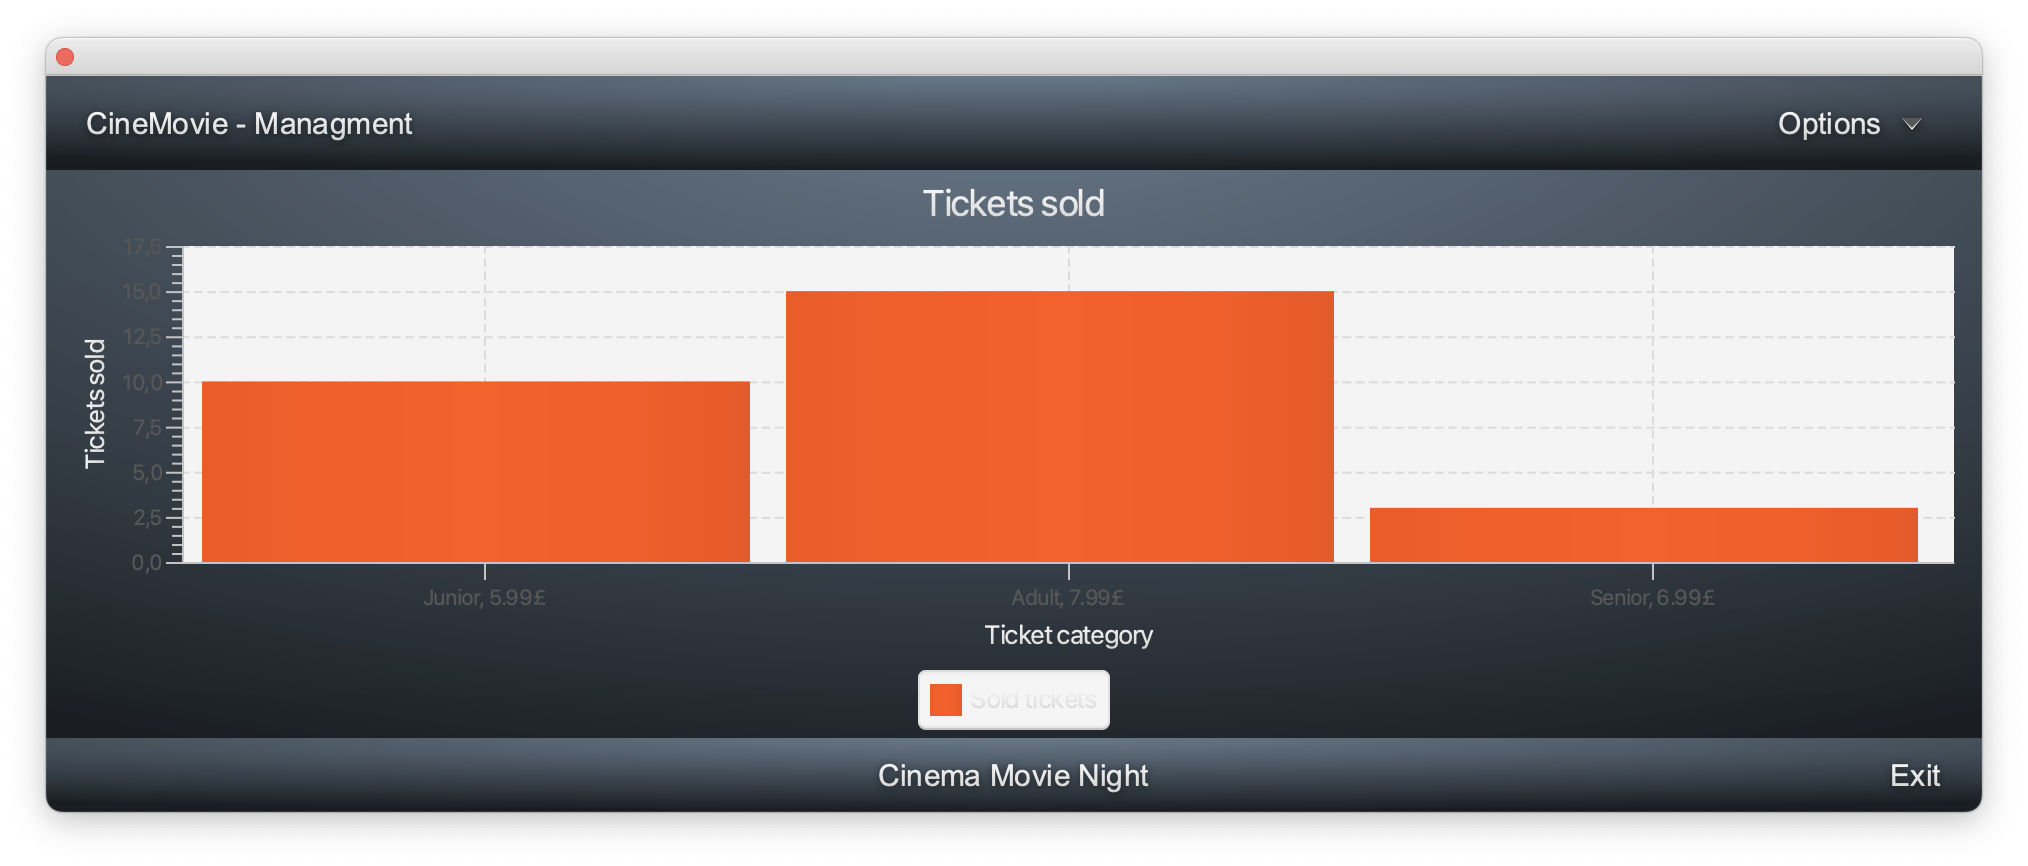 CineMovie - Managment
Options
Tickets sold
Tickets sold
17,5
15,0
12,5
10,0
7,5
5,0
2,5
0,0
Junior, 5.99£
Adult, 7.99£
Senior, 6.99£
Ticket category
Sold tickets
Cinema Movie Night
Exit